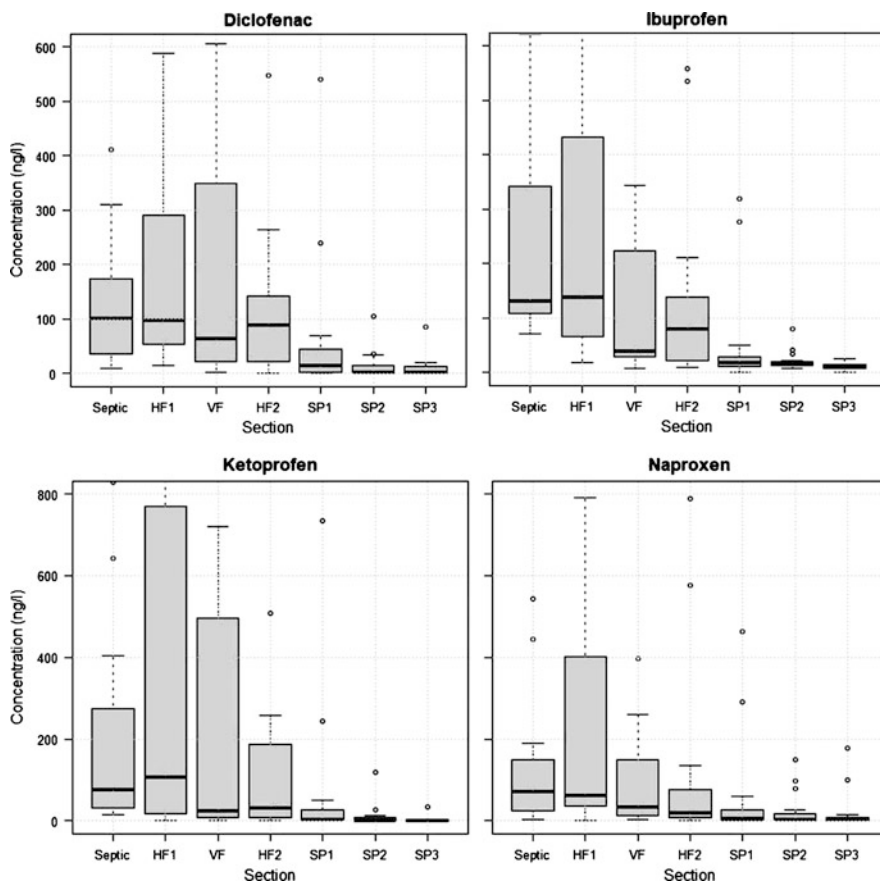 Diclofenac
Ibuprofen
Concentration (ng/l)
600
500
400
300
200
100
0
Septic HF1 VF HF2 SP1 SP2 SP3
Section
Septic HF1 VF HF2 SP1 SP2 SP3
Section
Ketoprofen
Naproxen
Concentration (ng/l)
800
600
400
200
0
Septic HF1 VF HF2 SP1 SP2 SP3
Section
Septic HF1 VF HF2 SP1 SP2 SP3
Section